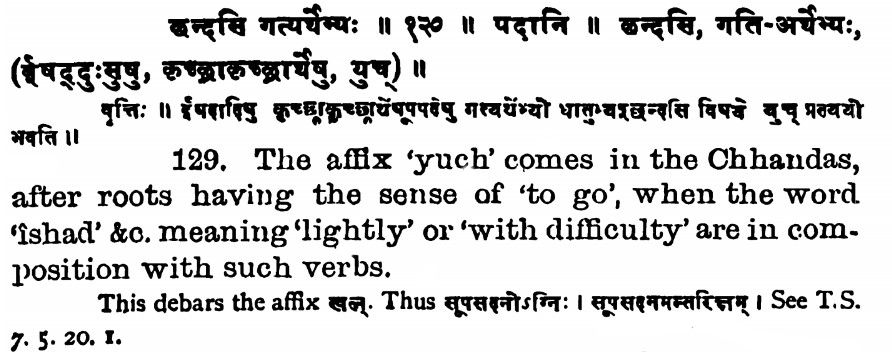 छन्दसि गत्यर्थेभ्यः ॥ १२९ ॥ पदानि ॥ छन्दसि, गति-अर्थेभ्यः,
(ईषद्दुःसुषु, कृच्छ्राकृच्छ्रार्थेषु, युच्) ॥
वृत्तिः ॥ ईषदादिषु कृच्छ्राकृच्छ्रार्थेषूपपदेषु गत्यर्थेभ्यो धातुभ्यश्छन्दसि विषये युच् प्रत्ययो
भवति ॥
129. The affix ‘yuch’ comes in the Chhandas,
after roots having the sense of ‘to go’, when the word
‘îshad’ &c. meaning ‘lightly’ or ‘with difficulty’ are in com-
position with such verbs.
This debars the affix खल्. Thus सूपसदनोऽग्निः । सूपसदनमन्तरिक्षम् । See T.S.
7. 5. 20. 1.